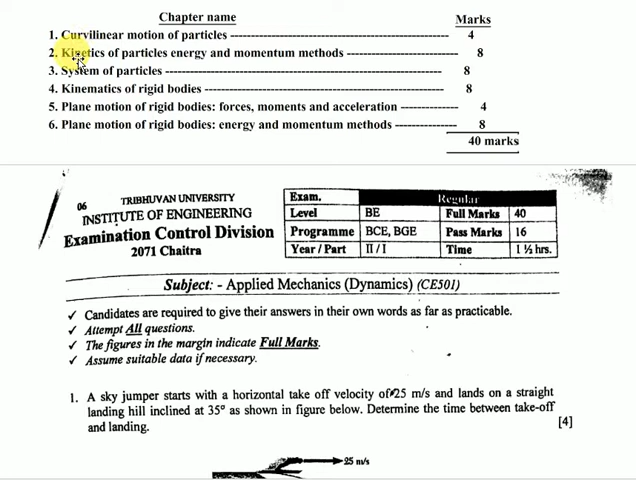 Chapter name Marks
1. Curvilinear motion of particles ---------------------------------------------- 4
2. Kinetics of particles energy and momentum methods ----------------------------- 8
3. System of particles ---------------------------------------------------------- 8
4. Kinematics of rigid bodies --------------------------------------------------- 8
5. Plane motion of rigid bodies: forces, moments and acceleration -------------- 4
6. Plane motion of rigid bodies: energy and momentum methods --------------- 8
40 marks
06 TRIBHUVAN UNIVERSITY
INSTITUTE OF ENGINEERING
Examination Control Division
2071 Chaitra
Exam. Regular
Level BE Full Marks 40
Programme BCE, BGE Pass Marks 16
Year / Part II / I Time 1 ½ hrs.
Subject: - Applied Mechanics (Dynamics) (CE501)
✓ Candidates are required to give their answers in their own words as far as practicable.
✓ Attempt All questions.
✓ The figures in the margin indicate Full Marks.
✓ Assume suitable data if necessary.
1. A sky jumper starts with a horizontal take off velocity of 25 m/s and lands on a straight
landing hill inclined at 35° as shown in figure below. Determine the time between take-off
and landing. [4]
25 m/s